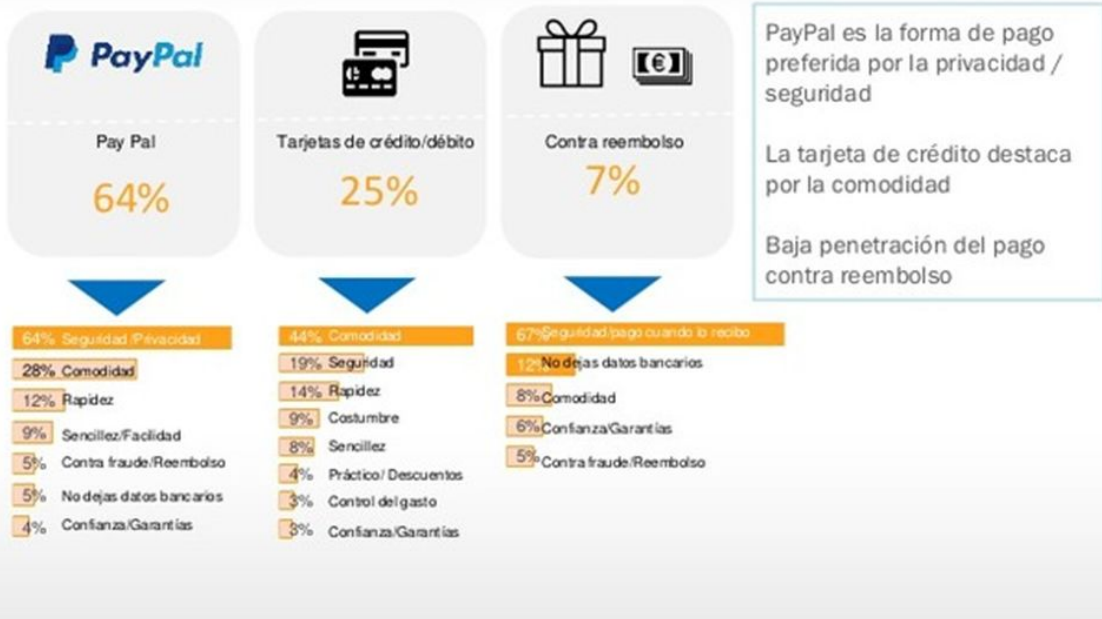 PayPal
Pay Pal
64%
Tarjetas de crédito/débito
25%
Contra reembolso
7%
PayPal es la forma de pago
preferida por la privacidad /
seguridad
La tarjeta de crédito destaca
por la comodidad
Baja penetración del pago
contra reembolso
64% Seguridad/Privacidad
28% Comodidad
12% Rapidez
9% Sencillez/Facilidad
5% Contra fraude/Reembolso
5% No dejas datos bancarios
4% Confianza/Garantías
44% Comodidad
19% Seguridad
14% Rapidez
9% Costumbre
8% Sencillez
4% Práctico/ Descuentos
3% Control del gasto
3% Confianza/Garantías
67% Seguridad/pago cuando lo recibo
12% No dejas datos bancarios
8% Comodidad
6% Confianza/Garantías
5% Contra fraude/Reembolso